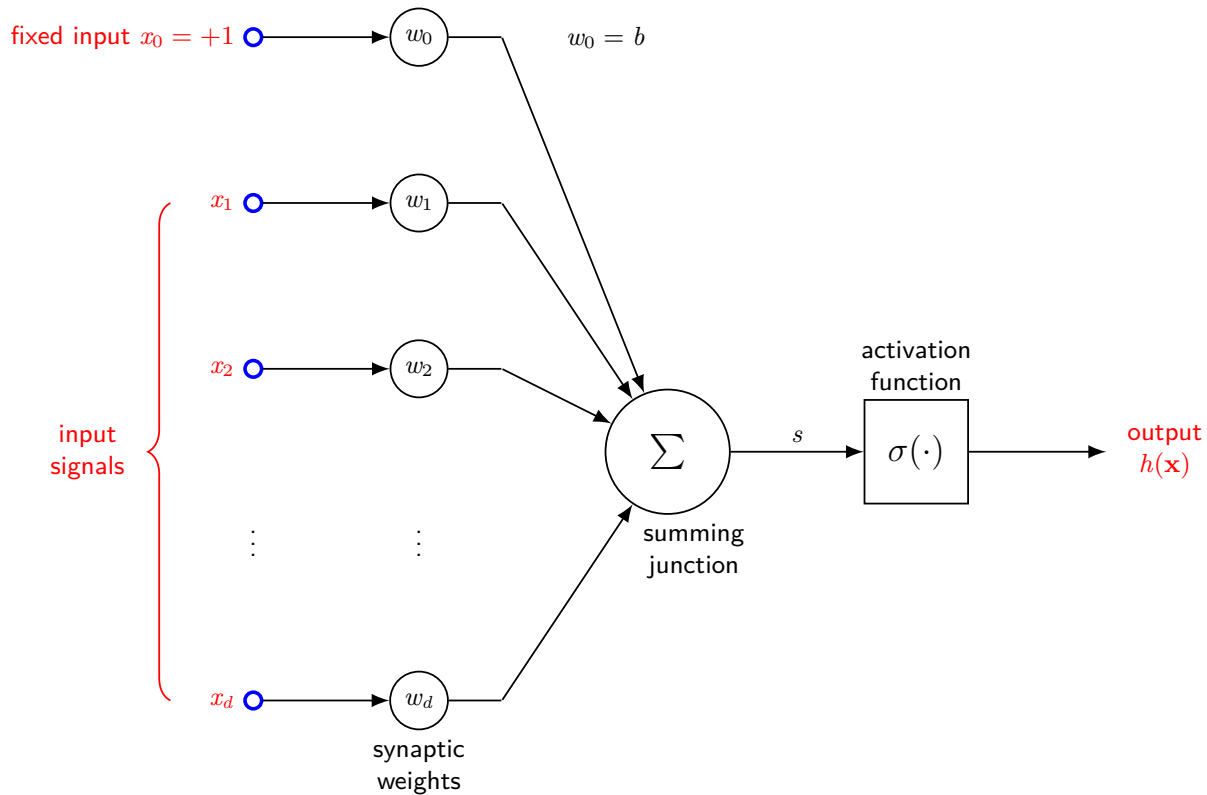 fixed input x₀ = +1
w₀
w₀ = b
x₁
w₁
x₂
w₂
activation
function
input
signals
∑
s
σ(·)
output
h(𝐱)
⋮
⋮
summing
junction
x_d
w_d
synaptic
weights